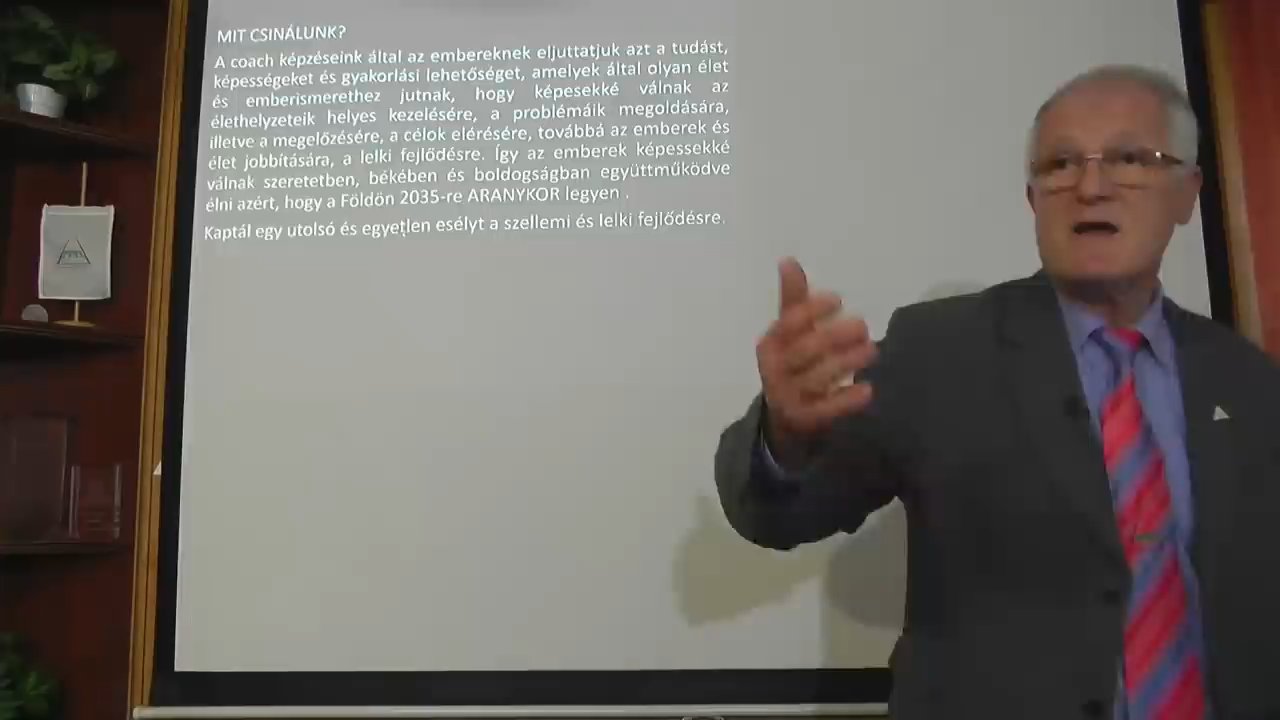 MIT CSINÁLUNK?
A coach képzéseink által az embereknek eljuttatjuk azt a tudást,
képességeket és gyakorlási lehetőséget, amelyek által olyan élet
és emberismerethez jutnak, hogy képesekké válnak az
élethelyzeteik helyes kezelésére, a problémáik megoldására,
illetve a megelőzésére, a célok elérésére, továbbá az emberek és
élet jobbítására, a lelki fejlődésre. Így az emberek képessekké
válnak szeretetben, békében és boldogságban együttműködve
élni azért, hogy a Földön 2035-re ARANYKOR legyen .
Kaptál egy utolsó és egyetlen esélyt a szellemi és lelki fejlődésre.